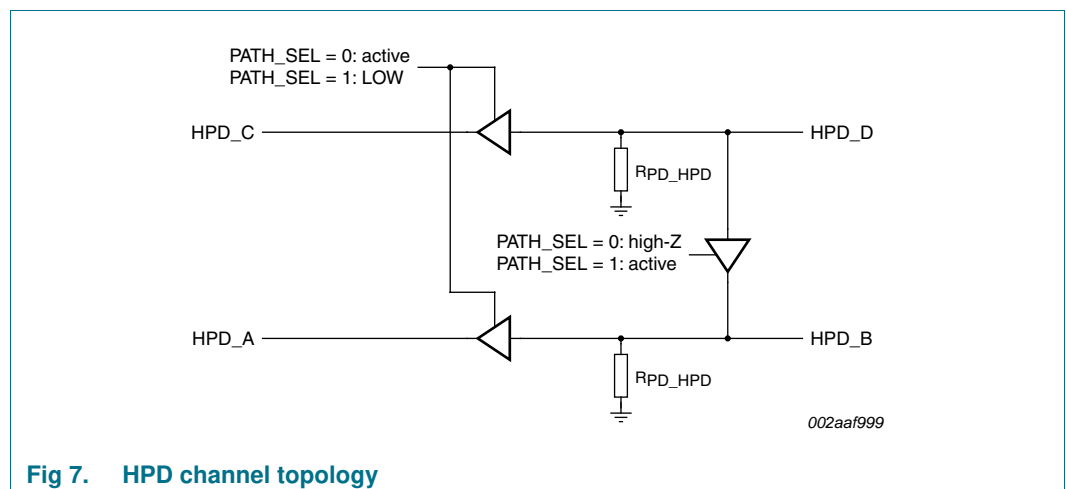 PATH_SEL = 0: active
PATH_SEL = 1: LOW
HPD_C
HPD_D
RPD_HPD
PATH_SEL = 0: high-Z
PATH_SEL = 1: active
HPD_A
HPD_B
RPD_HPD
002aaf999
Fig 7. HPD channel topology